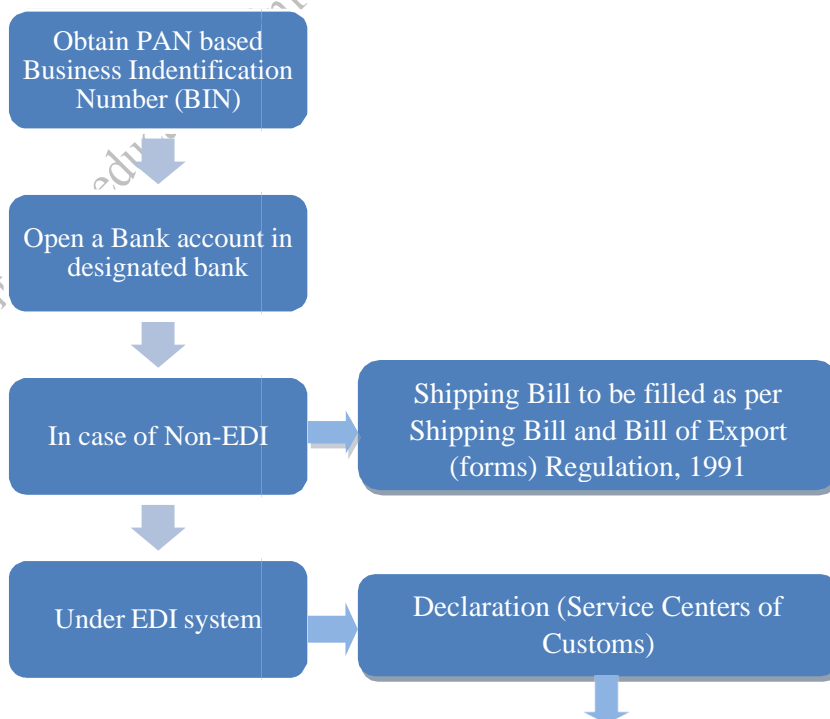 Obtain PAN based
Business Indentification
Number (BIN)
Open a Bank account in
designated bank
In case of Non-EDI
Shipping Bill to be filled as per
Shipping Bill and Bill of Export
(forms) Regulation, 1991
Under EDI system
Declaration (Service Centers of
Customs)